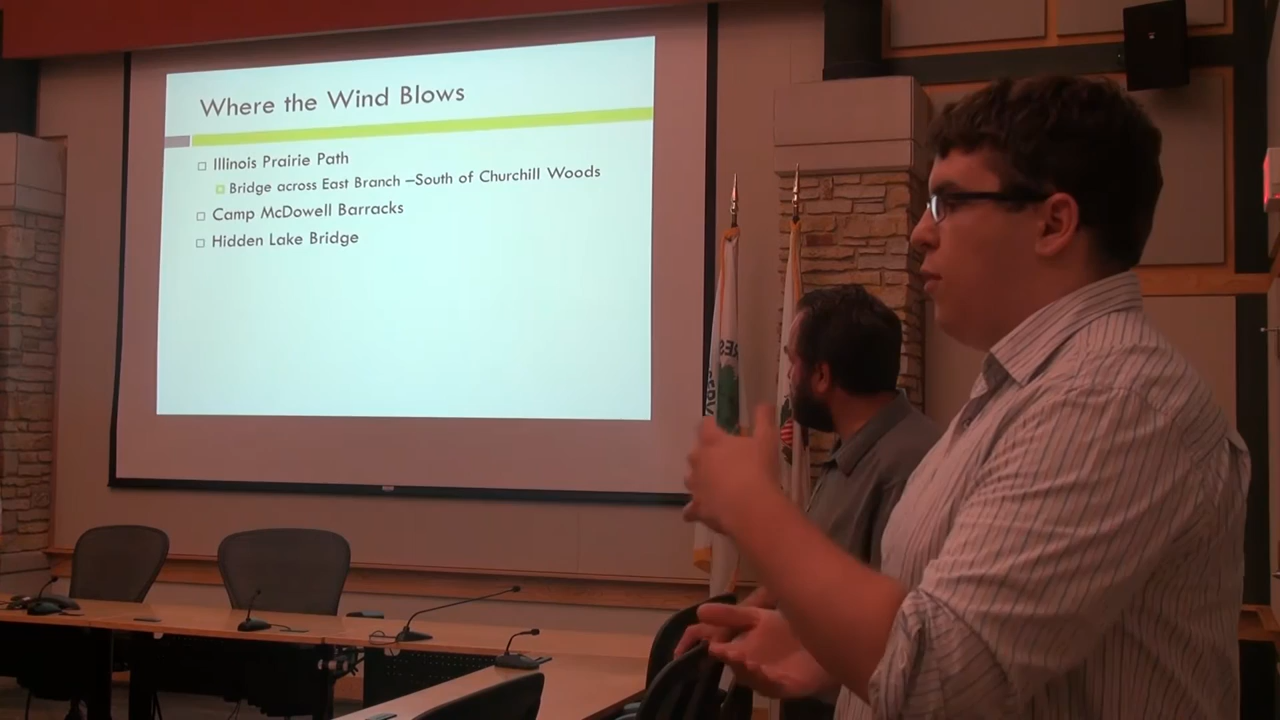 Where the Wind Blows
Illinois Prairie Path
Bridge across East Branch –South of Churchill Woods
Camp McDowell Barracks
Hidden Lake Bridge